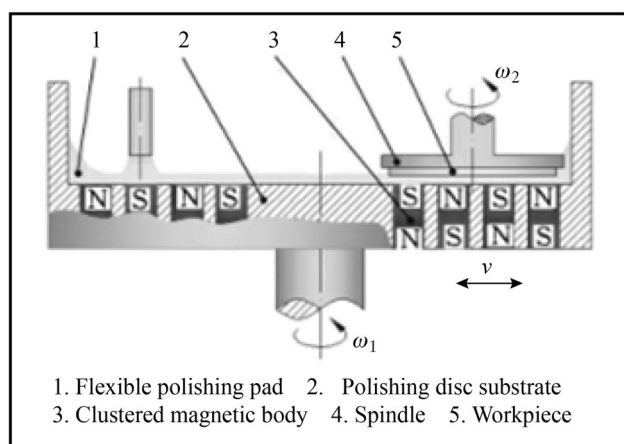 1 2 3 4 5
ω2
N S N S S N S N
N S N S
v
ω1
1. Flexible polishing pad 2. Polishing disc substrate
3. Clustered magnetic body 4. Spindle 5. Workpiece